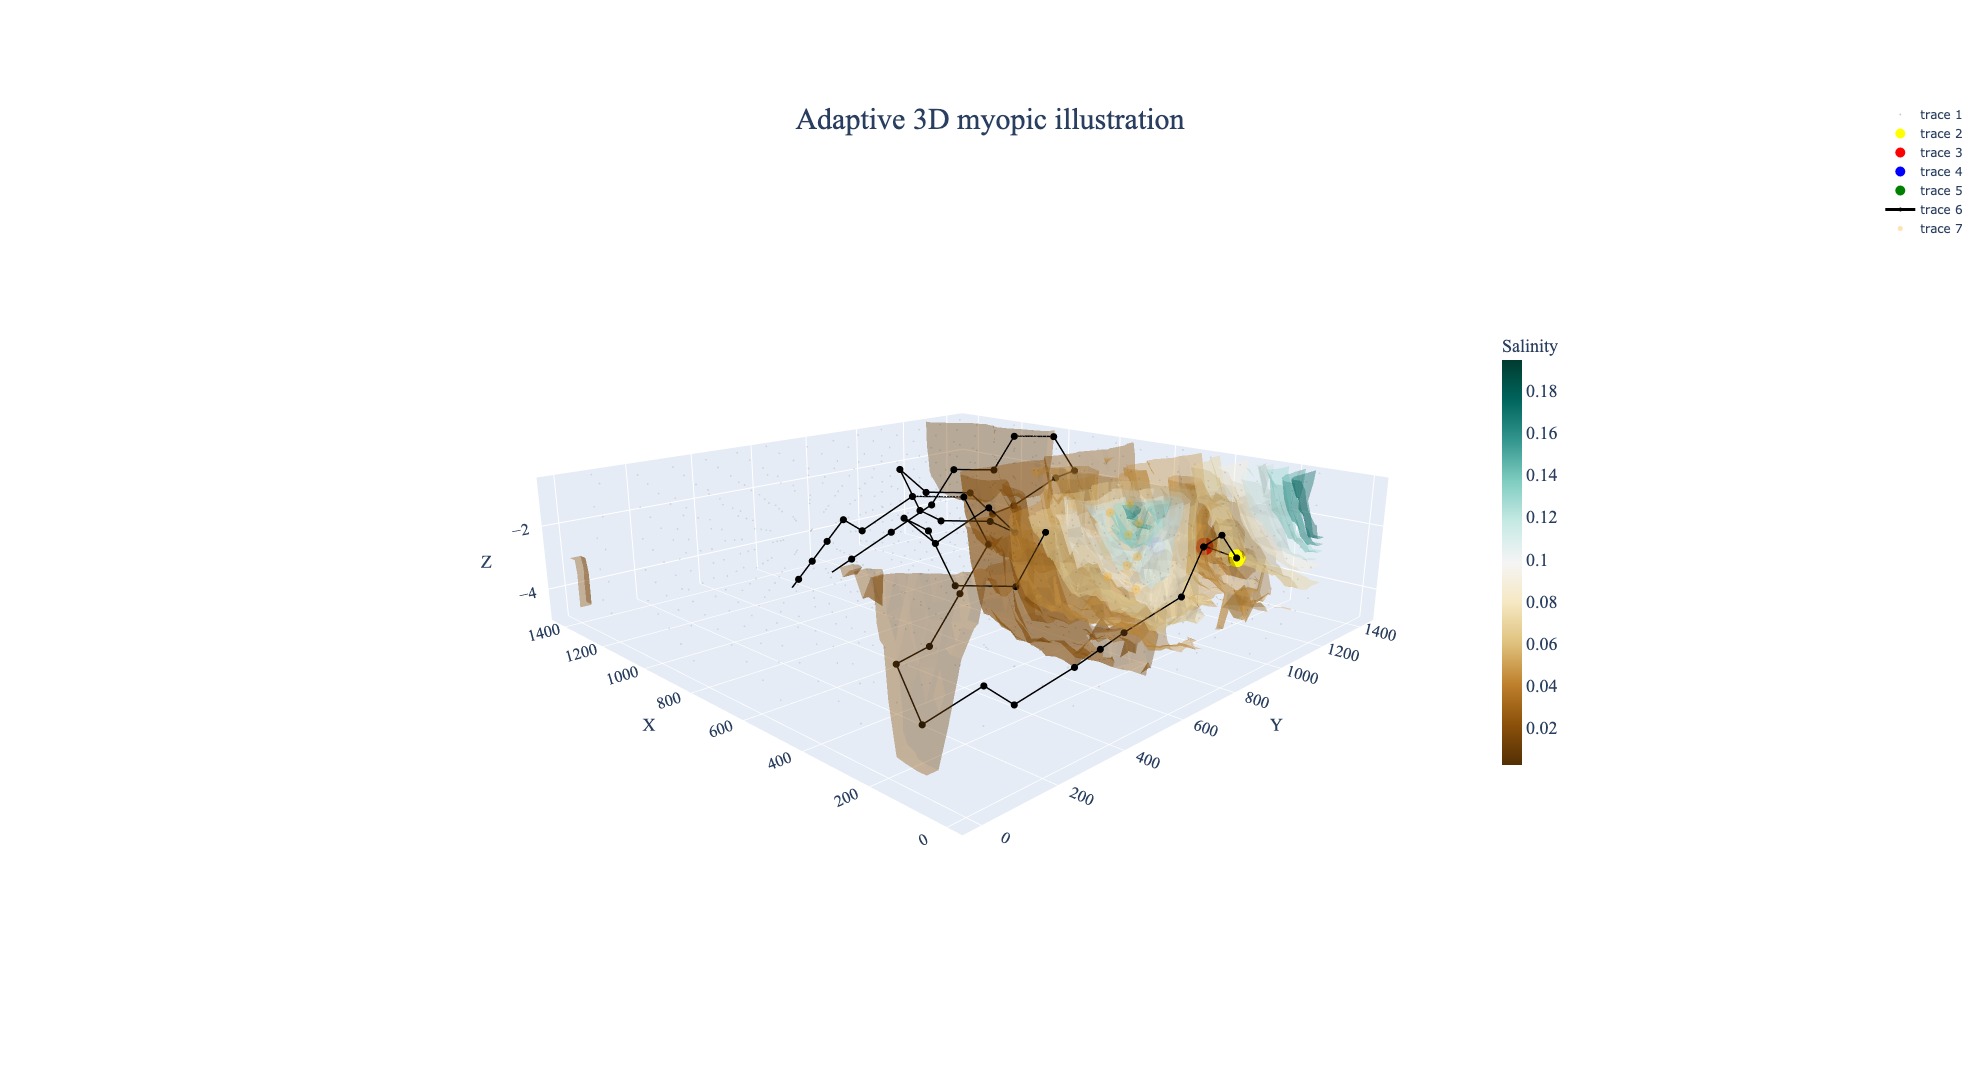 Adaptive 3D myopic illustration
trace 1
trace 2
trace 3
trace 4
trace 5
trace 6
trace 7
Salinity
0.18
0.16
0.14
0.12
0.1
0.08
0.06
0.04
0.02
−2
−4
Z
1400
1200
1000
800
600
400
200
0
X
0
200
400
600
800
1000
1200
1400
Y